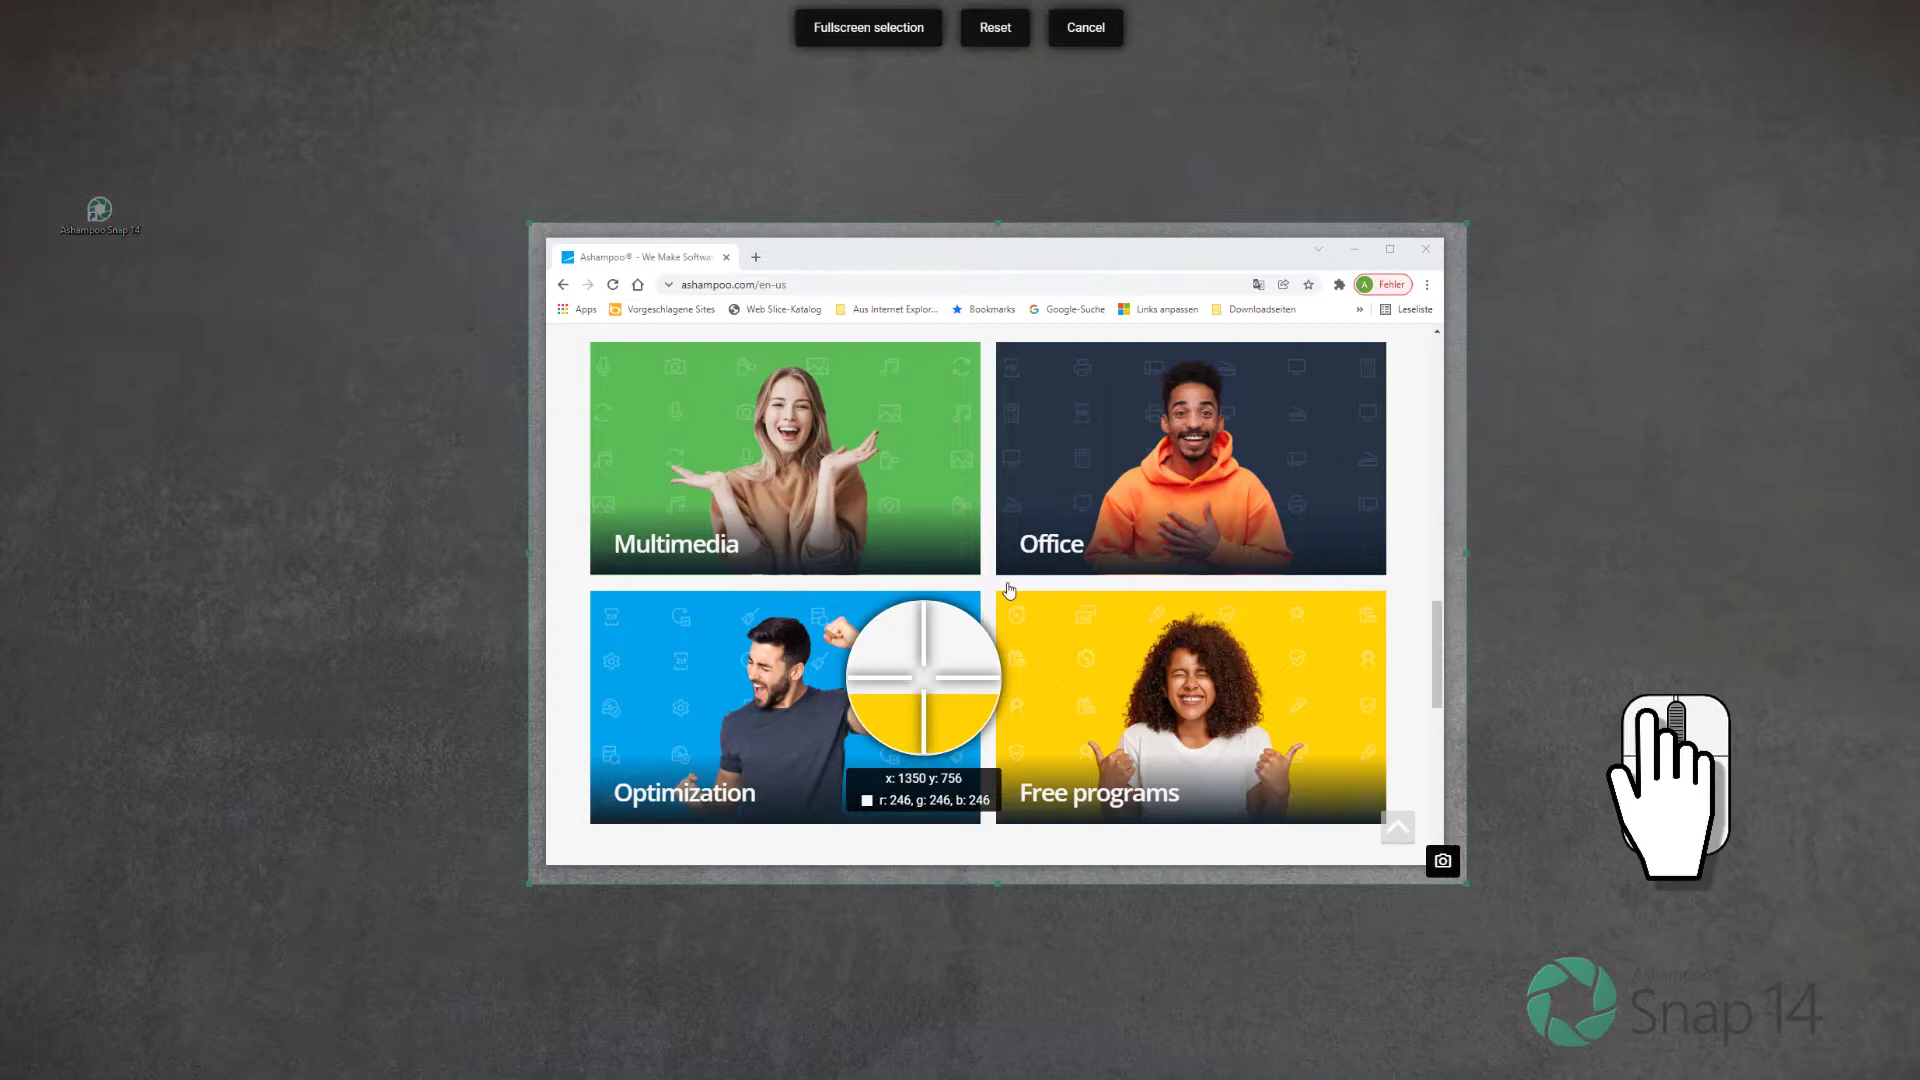 Fullscreen selection
Reset
Cancel
Ashampoo Snap 14
Ashampoo® - We Make Softwar
ashampoo.com/en-us
A
Fehler
Apps
Vorgeschlagene Sites
Web Slice-Katalog
Aus Internet Explor...
Bookmarks
Google-Suche
Links anpassen
Downloadseiten
»
Leseliste
Multimedia
Office
Optimization
Free programs
x: 1350 y: 756
r: 246, g: 246, b: 246
Ashampoo
Snap 14